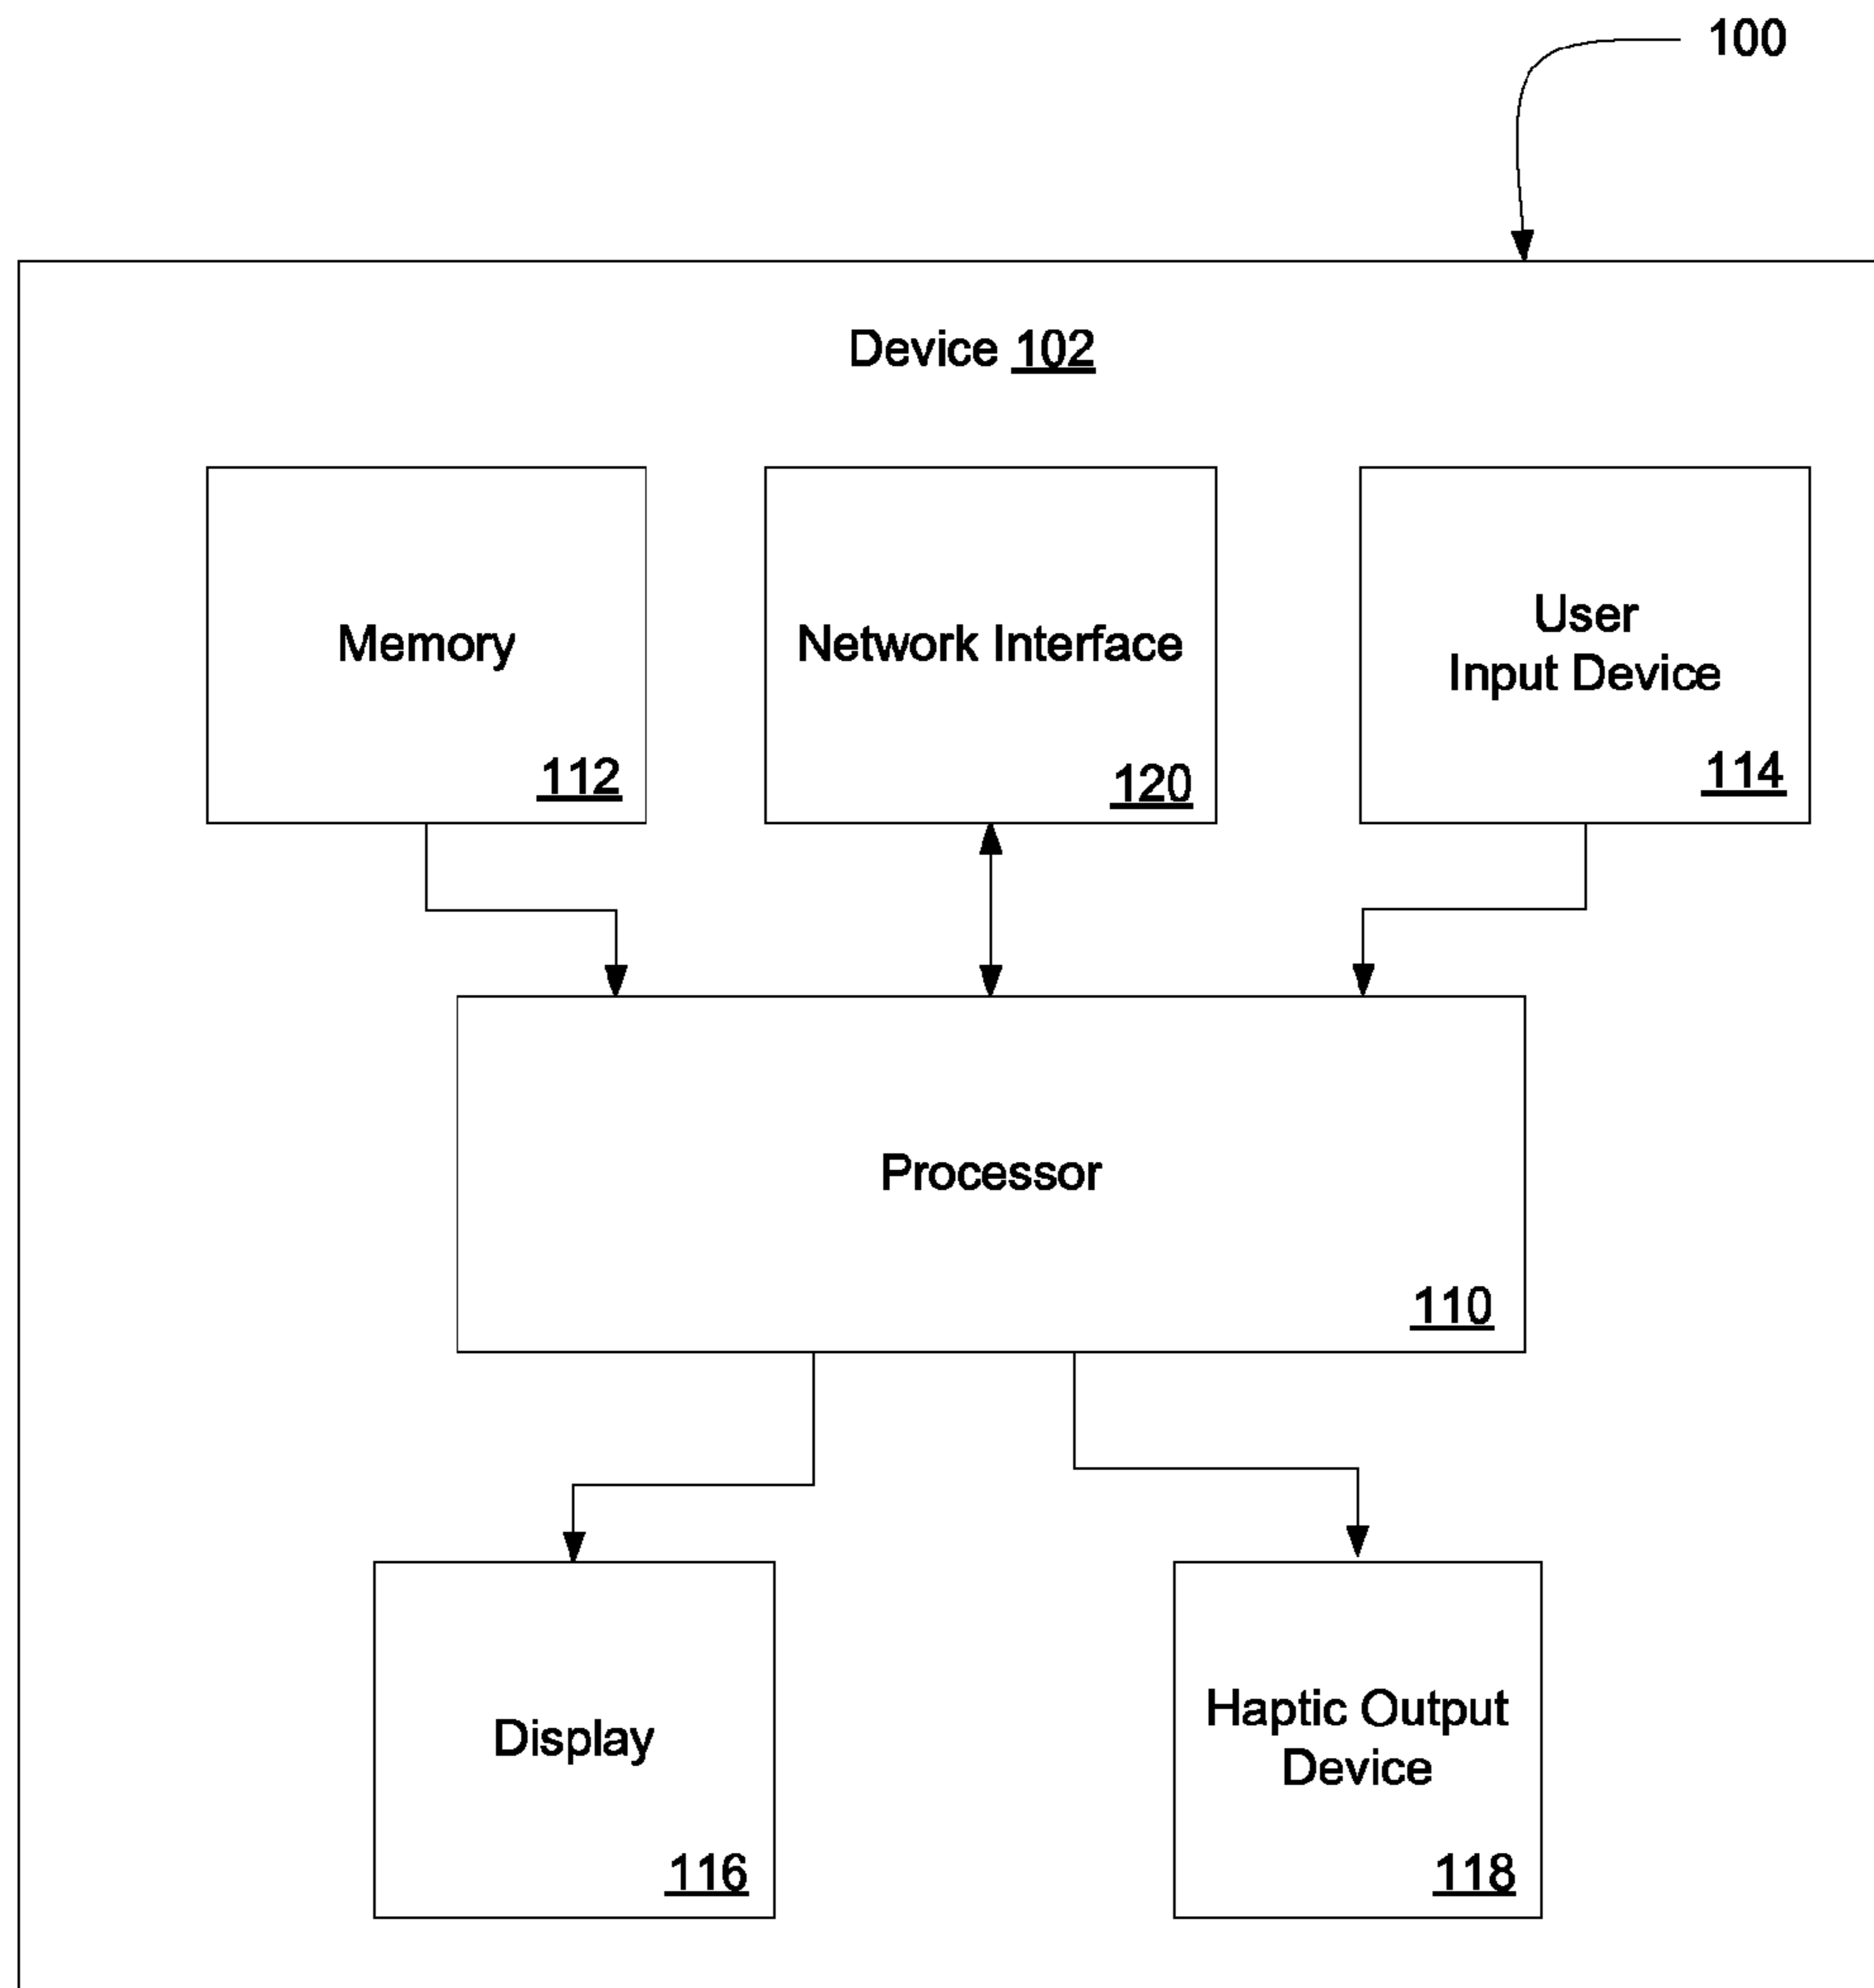 100
Device 102
Memory
112
Network Interface
120
User
Input Device
114
Processor
110
Display
116
Haptic Output
Device
118